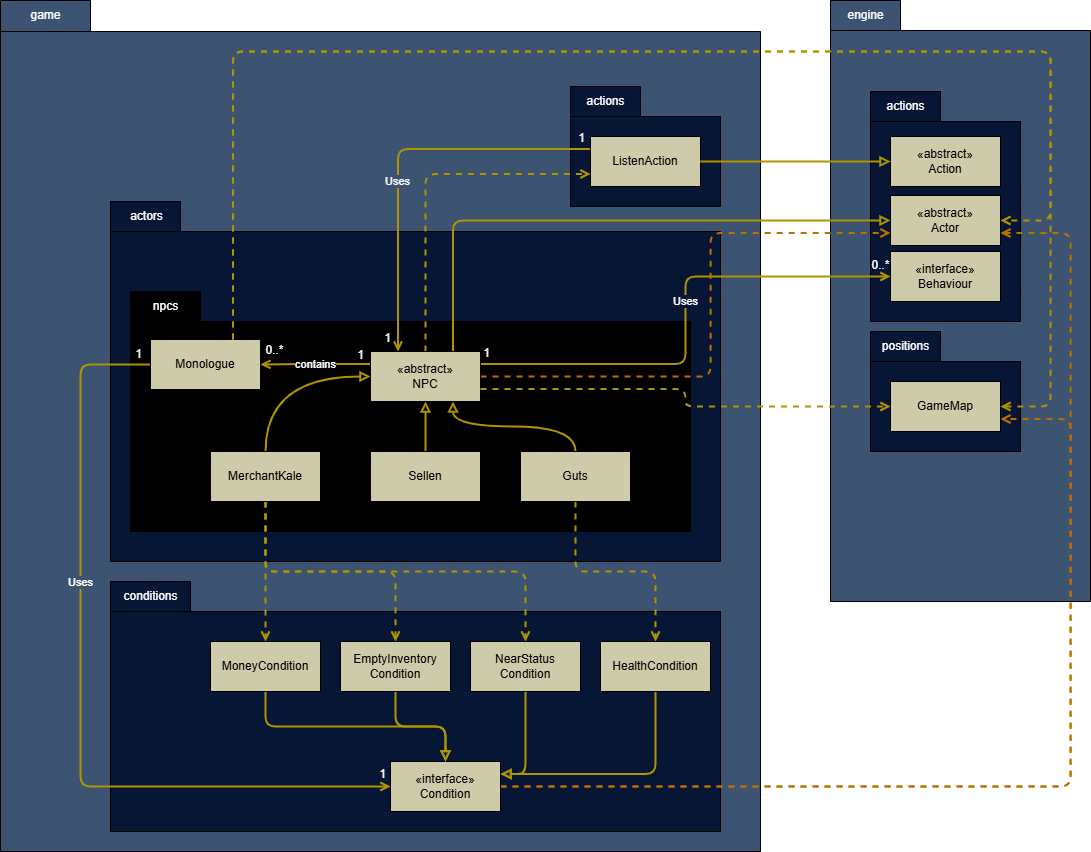 game
engine
actions
actions
1
ListenAction
«abstract»
Action
Uses
actors
«abstract»
Actor
0..*
«interface»
Behaviour
npcs
Uses
1
1
Monologue
0..*
contains
1
«abstract»
NPC
1
positions
GameMap
MerchantKale
Sellen
Guts
Uses
conditions
MoneyCondition
EmptyInventory
Condition
NearStatus
Condition
HealthCondition
1
«interface»
Condition